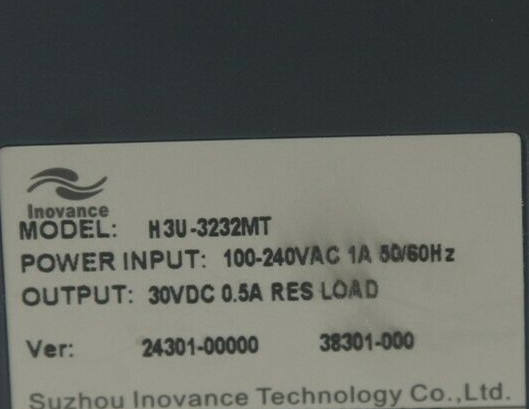 Inovance
MODEL: H3U-3232MT
POWER INPUT: 100-240VAC 1A 50/60Hz
OUTPUT: 30VDC 0.5A RES LOAD
Ver: 24301-00000 38301-000
Suzhou Inovance Technology Co.,Ltd.